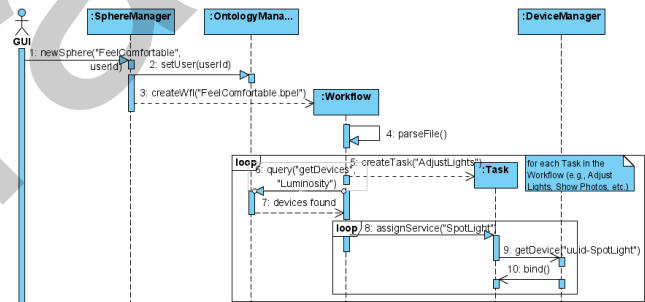 :SphereManager
:OntologyMana...
:DeviceManager
GUI
1: newSphere("FeelComfortable",
userId)
2: setUser(userId)
3: createWfl("FeelComfortable.bpel")
:Workflow
4: parseFile()
loop
5: createTask("AdjustLights")
:Task
for each Task in the
Workflow (e.g., Adjust
Lights, Show Photos, etc.)
6: query("getDevices",
"Luminosity")
7: devices found
loop
8: assignService("SpotLight")
9: getDevice("uuid-SpotLight")
10: bind()